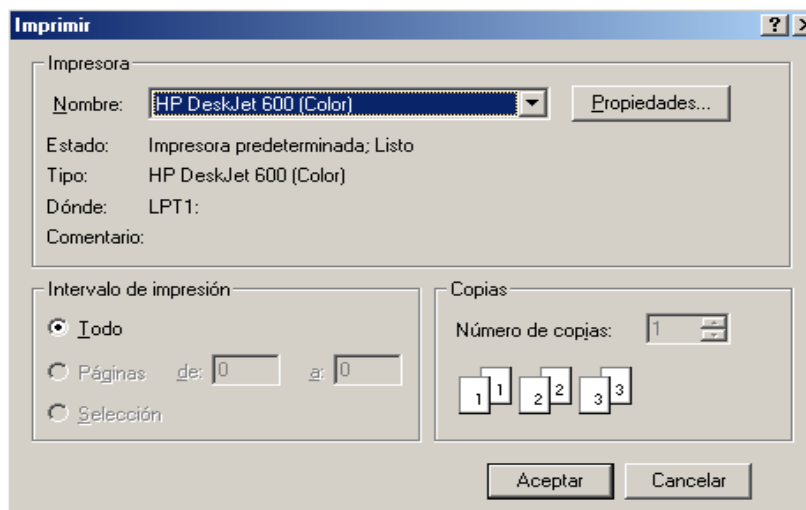 Imprimir
Impresora
Nombre: HP DeskJet 600 (Color) Propiedades...
Estado: Impresora predeterminada; Listo
Tipo: HP DeskJet 600 (Color)
Dónde: LPT1:
Comentario:
Intervalo de impresión
Todo
Páginas de: 0 a: 0
Selección
Copias
Número de copias: 1
1 1 2 2 3 3
Aceptar Cancelar